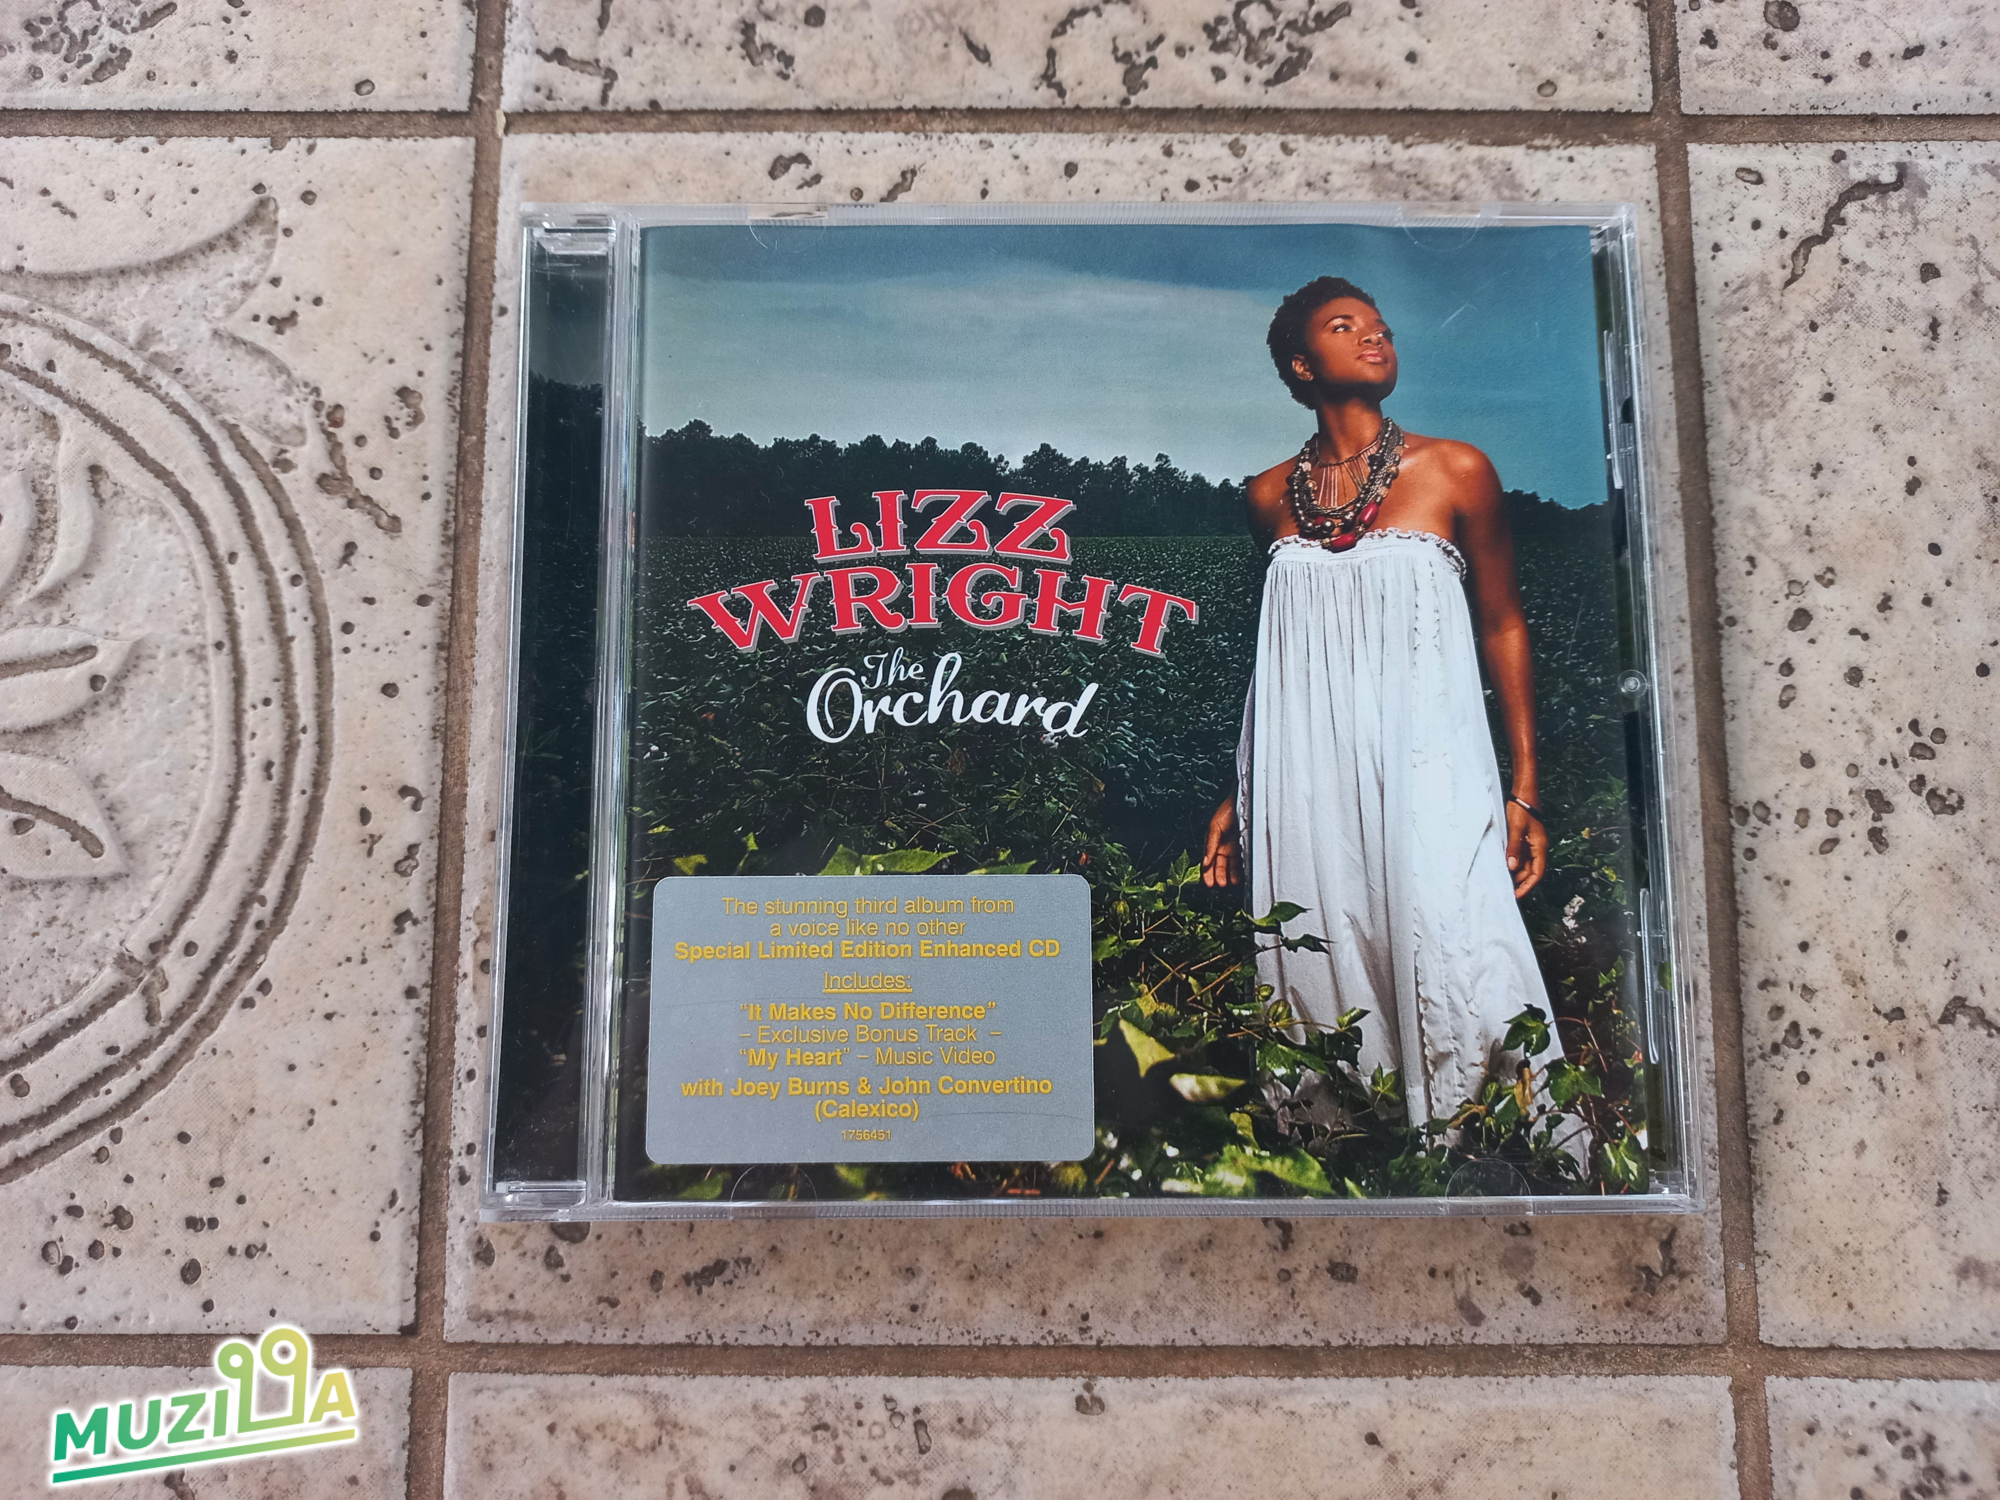 LIZZ
WRIGHT
The
Orchard
The stunning third album from
a voice like no other
Special Limited Edition Enhanced CD
Includes:
"It Makes No Difference"
– Exclusive Bonus Track –
"My Heart" – Music Video
with Joey Burns & John Convertino
(Calexico)
1756451
MUZILLA